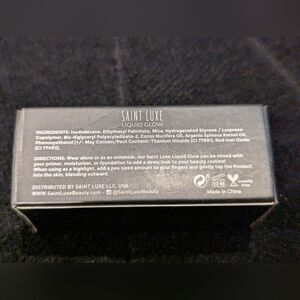 SAINT LUXE
LIQUID GLOW
INGREDIENTS: Isododecane, Ethylhexyl Palmitate, Mica, Hydrogenated Styrene / Isoprene
Copolymer, Bis-diglyceryl Polyacyladipate-2, Cocos Nucifera Oil, Argania Spinosa Kernel Oil,
Phenoxyethanol [+/- May Contain/Peut Contenir: Titanium Dioxide (CI 77891), Red Iron Oxide
(CI 77491)].
DIRECTIONS: Wear alone or as an enhancer, our Saint Luxe Liquid Glow can be mixed with
your primer, moisturizer, or foundation to add a dewy look to your beauty routine!
When using as a highlight, add a pea sized amount to your fingers and gently tap the Product
into the skin, blending outward.
DISTRIBUTED BY SAINT LUXE LLC, USA
www.SaintLuxeBeauty.com @SaintLuxeBeauty
Made In China